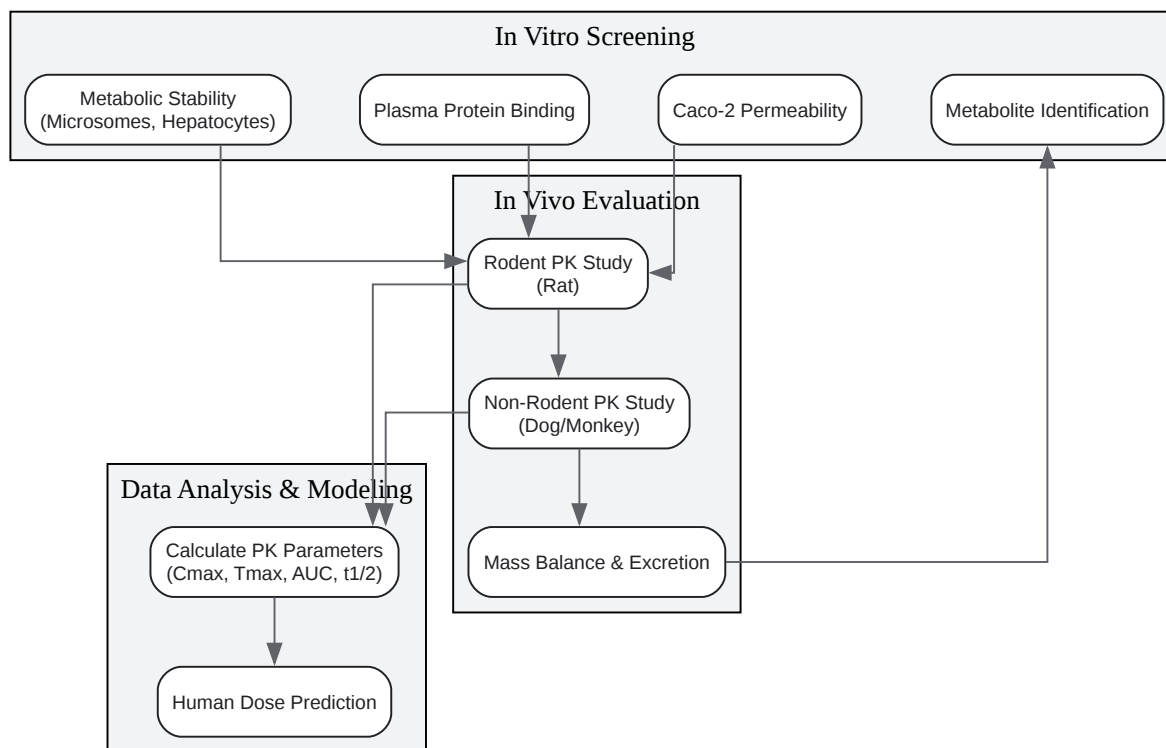 In Vitro Screening
Metabolic Stability
(Microsomes, Hepatocytes)
Plasma Protein Binding
Caco-2 Permeability
Metabolite Identification
In Vivo Evaluation
Rodent PK Study
(Rat)
Non-Rodent PK Study
(Dog/Monkey)
Mass Balance & Excretion
Data Analysis & Modeling
Calculate PK Parameters
(Cmax, Tmax, AUC, t1/2)
Human Dose Prediction